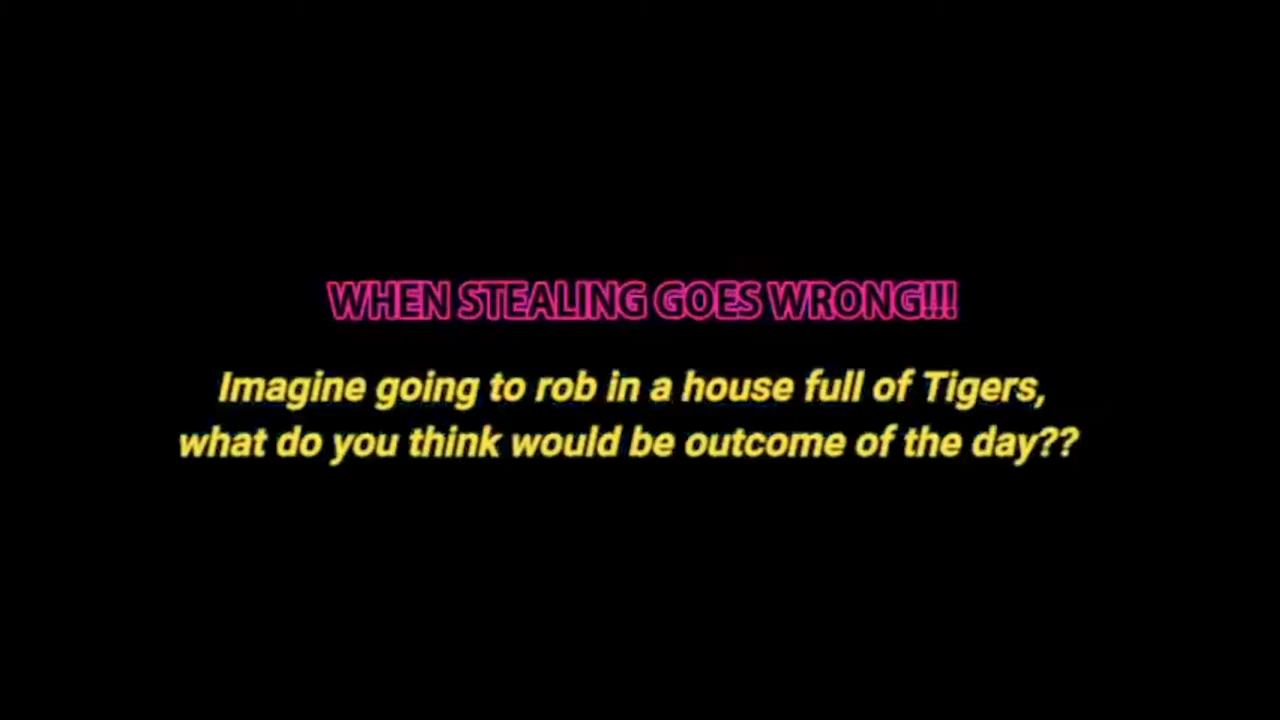 WHEN STEALING GOES WRONG!!!
Imagine going to rob in a house full of Tigers,
what do you think would be outcome of the day??